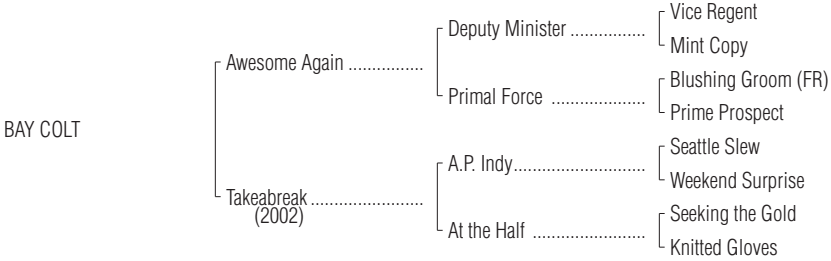 Vice Regent
Deputy Minister ................
Mint Copy
Awesome Again ................
Blushing Groom (FR)
Primal Force ....................
Prime Prospect
BAY COLT
Seattle Slew
A.P. Indy............................
Weekend Surprise
Takeabreak ........................
(2002)
Seeking the Gold
At the Half ........................
Knitted Gloves